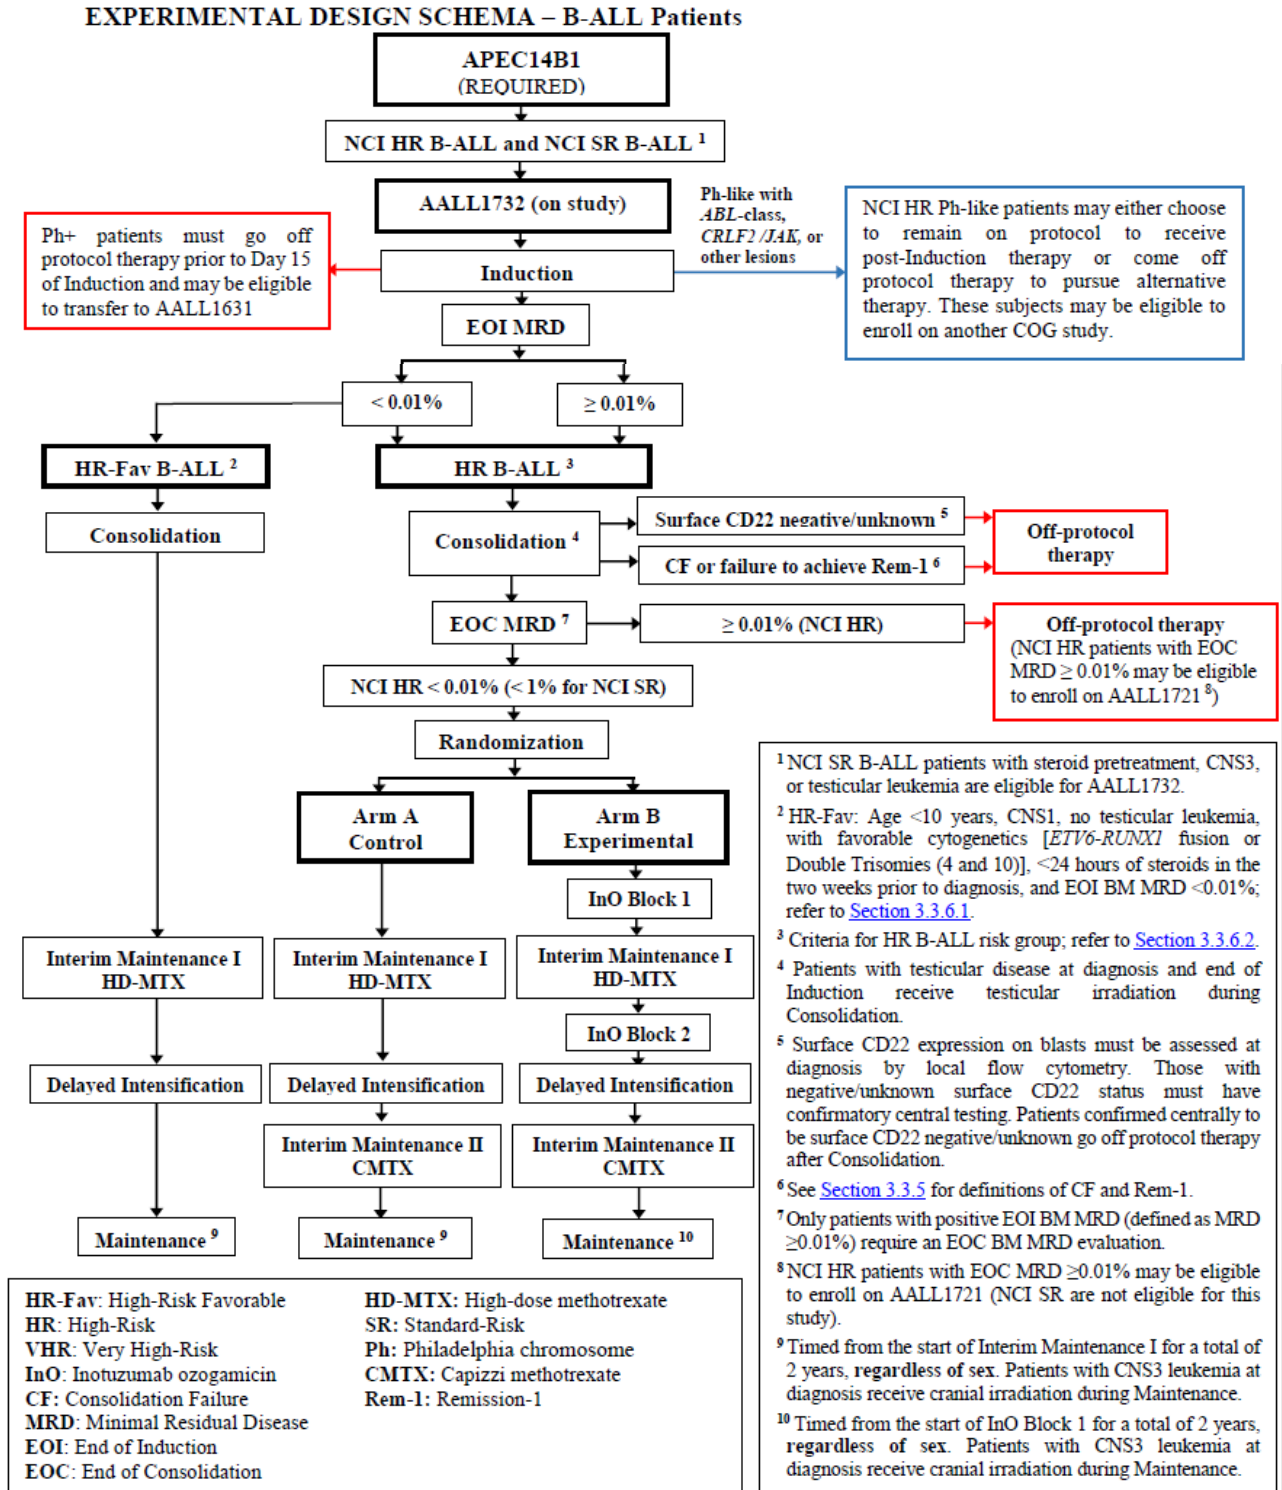 EXPERIMENTAL DESIGN SCHEMA – B-ALL Patients
APEC14B1
(REQUIRED)
NCI HR B-ALL and NCI SR B-ALL 1
AALL1732 (on study)
Ph-like with
ABL-class,
CRLF2 /JAK, or
other lesions
Ph+ patients must go off
protocol therapy prior to Day 15
of Induction and may be eligible
to transfer to AALL1631
Induction
NCI HR Ph-like patients may either choose
to remain on protocol to receive
post-Induction therapy or come off
protocol therapy to pursue alternative
therapy. These subjects may be eligible to
enroll on another COG study.
EOI MRD
< 0.01%
≥ 0.01%
HR-Fav B-ALL 2
HR B-ALL 3
Consolidation
Consolidation 4
Surface CD22 negative/unknown 5
CF or failure to achieve Rem-1 6
Off-protocol
therapy
EOC MRD 7
≥ 0.01% (NCI HR)
Off-protocol therapy
(NCI HR patients with EOC
MRD ≥ 0.01% may be eligible
to enroll on AALL1721 8)
NCI HR < 0.01% (< 1% for NCI SR)
Randomization
Arm A
Control
Arm B
Experimental
InO Block 1
Interim Maintenance I
HD-MTX
Interim Maintenance I
HD-MTX
Interim Maintenance I
HD-MTX
InO Block 2
Delayed Intensification
Delayed Intensification
Delayed Intensification
Interim Maintenance II
CMTX
Interim Maintenance II
CMTX
Maintenance 9
Maintenance 9
Maintenance 10
1 NCI SR B-ALL patients with steroid pretreatment, CNS3,
or testicular leukemia are eligible for AALL1732.
2 HR-Fav: Age <10 years, CNS1, no testicular leukemia,
with favorable cytogenetics [ETV6-RUNX1 fusion or
Double Trisomies (4 and 10)], <24 hours of steroids in the
two weeks prior to diagnosis, and EOI BM MRD <0.01%;
refer to Section 3.3.6.1.
3 Criteria for HR B-ALL risk group; refer to Section 3.3.6.2.
4 Patients with testicular disease at diagnosis and end of
Induction receive testicular irradiation during
Consolidation.
5 Surface CD22 expression on blasts must be assessed at
diagnosis by local flow cytometry. Those with
negative/unknown surface CD22 status must have
confirmatory central testing. Patients confirmed centrally to
be surface CD22 negative/unknown go off protocol therapy
after Consolidation.
6 See Section 3.3.5 for definitions of CF and Rem-1.
7 Only patients with positive EOI BM MRD (defined as MRD
≥0.01%) require an EOC BM MRD evaluation.
8 NCI HR patients with EOC MRD ≥0.01% may be eligible
to enroll on AALL1721 (NCI SR are not eligible for this
study).
9 Timed from the start of Interim Maintenance I for a total of
2 years, regardless of sex. Patients with CNS3 leukemia at
diagnosis receive cranial irradiation during Maintenance.
10 Timed from the start of InO Block 1 for a total of 2 years,
regardless of sex. Patients with CNS3 leukemia at
diagnosis receive cranial irradiation during Maintenance.
HR-Fav: High-Risk Favorable
HR: High-Risk
VHR: Very High-Risk
InO: Inotuzumab ozogamicin
CF: Consolidation Failure
MRD: Minimal Residual Disease
EOI: End of Induction
EOC: End of Consolidation
HD-MTX: High-dose methotrexate
SR: Standard-Risk
Ph: Philadelphia chromosome
CMTX: Capizzi methotrexate
Rem-1: Remission-1